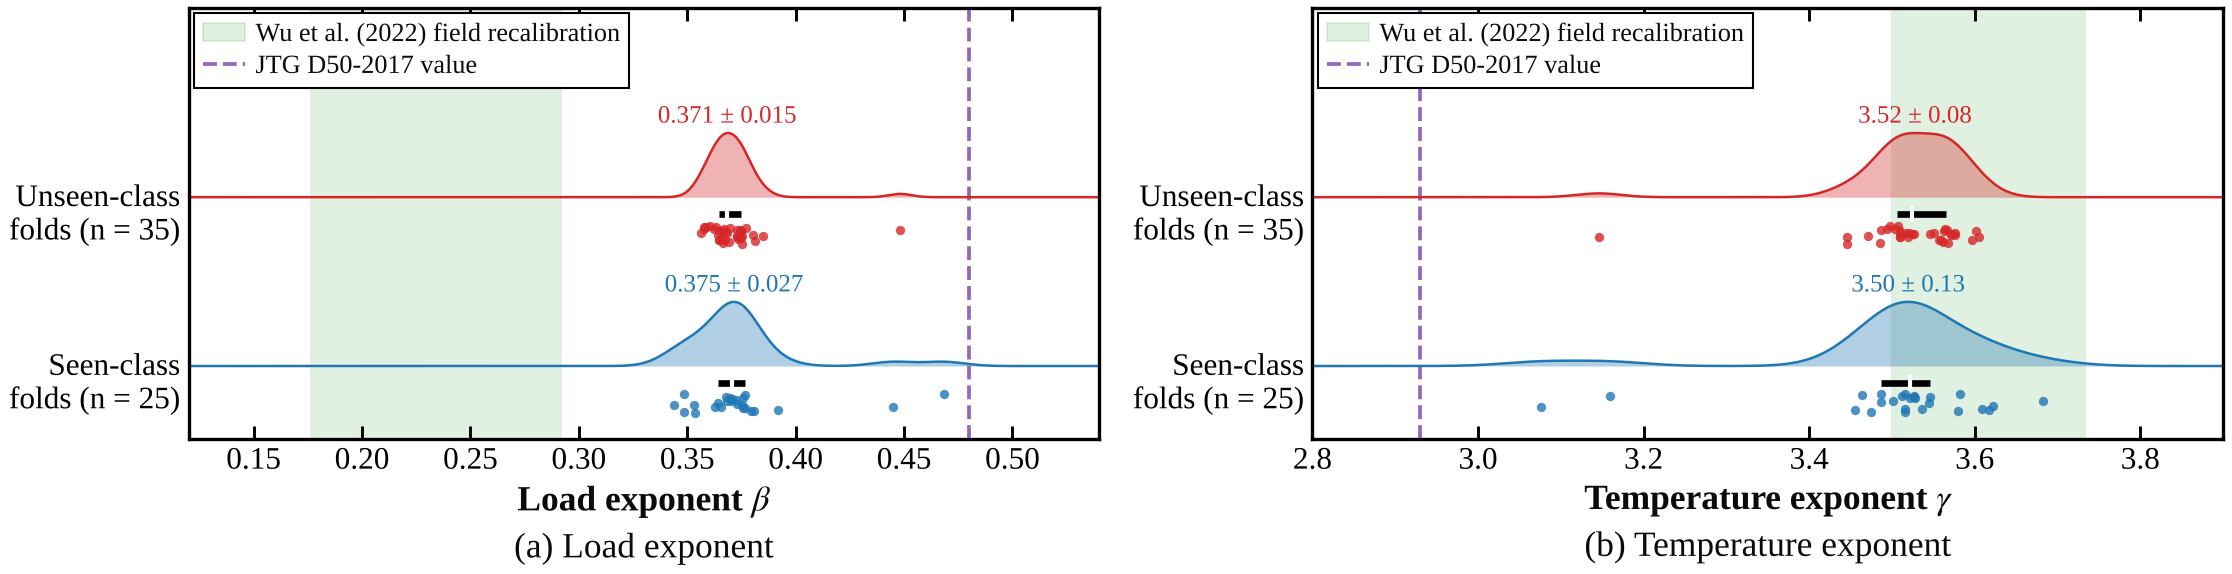 Wu et al. (2022) field recalibration
JTG D50-2017 value
0.371 ± 0.015
Unseen-class
folds (n = 35)
0.375 ± 0.027
Seen-class
folds (n = 25)
0.15 0.20 0.25 0.30 0.35 0.40 0.45 0.50
Load exponent β
(a) Load exponent
Wu et al. (2022) field recalibration
JTG D50-2017 value
3.52 ± 0.08
Unseen-class
folds (n = 35)
3.50 ± 0.13
Seen-class
folds (n = 25)
2.8 3.0 3.2 3.4 3.6 3.8
Temperature exponent γ
(b) Temperature exponent